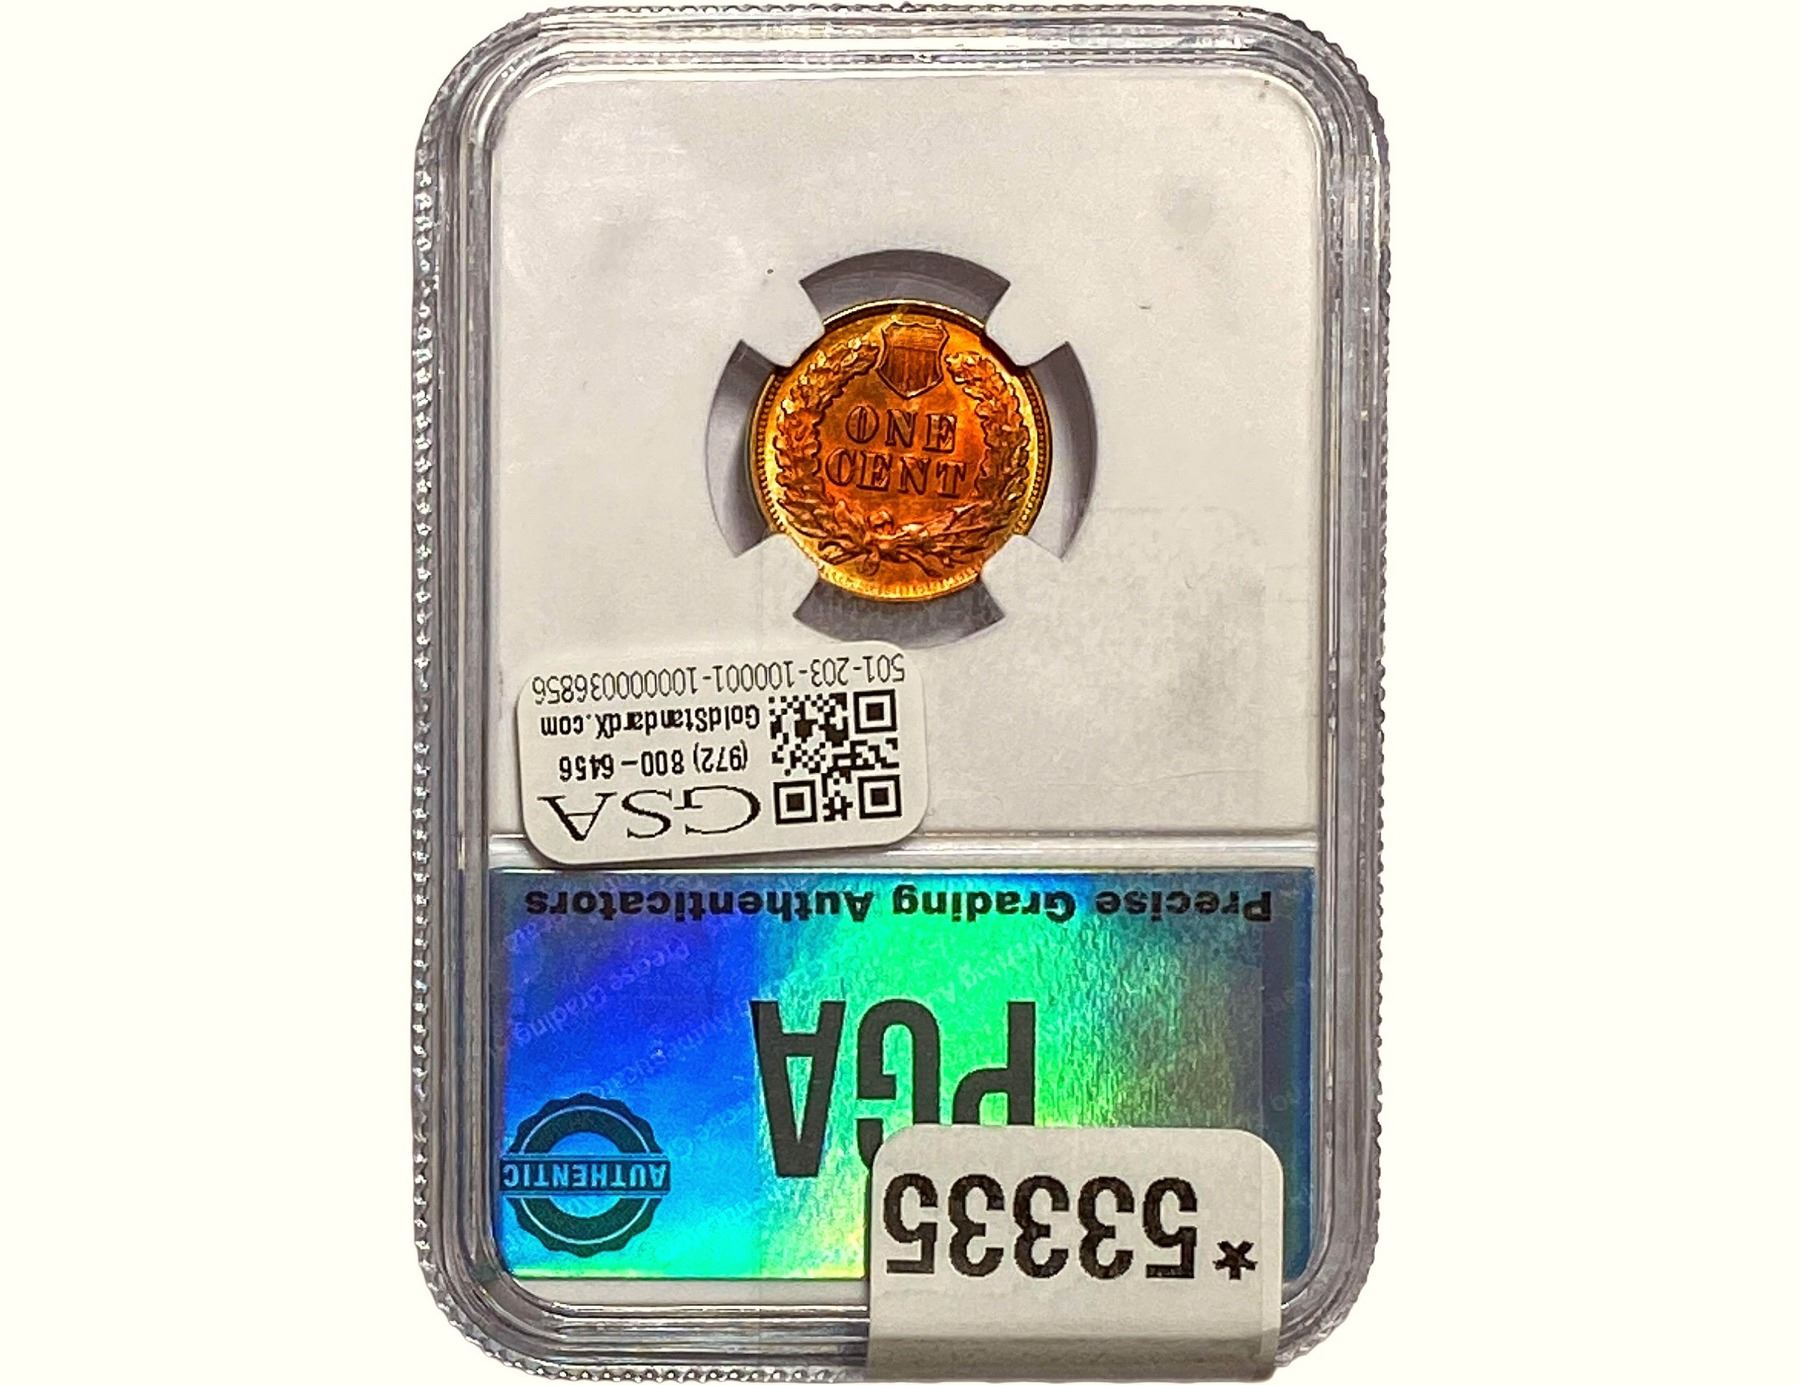 ONE
CENT
501-203-100001-100000036856
GoldStandardX.com
(972) 800-6456
GSA
Precise Grading Authenticators
PGA
AUTHENTIC
*53335